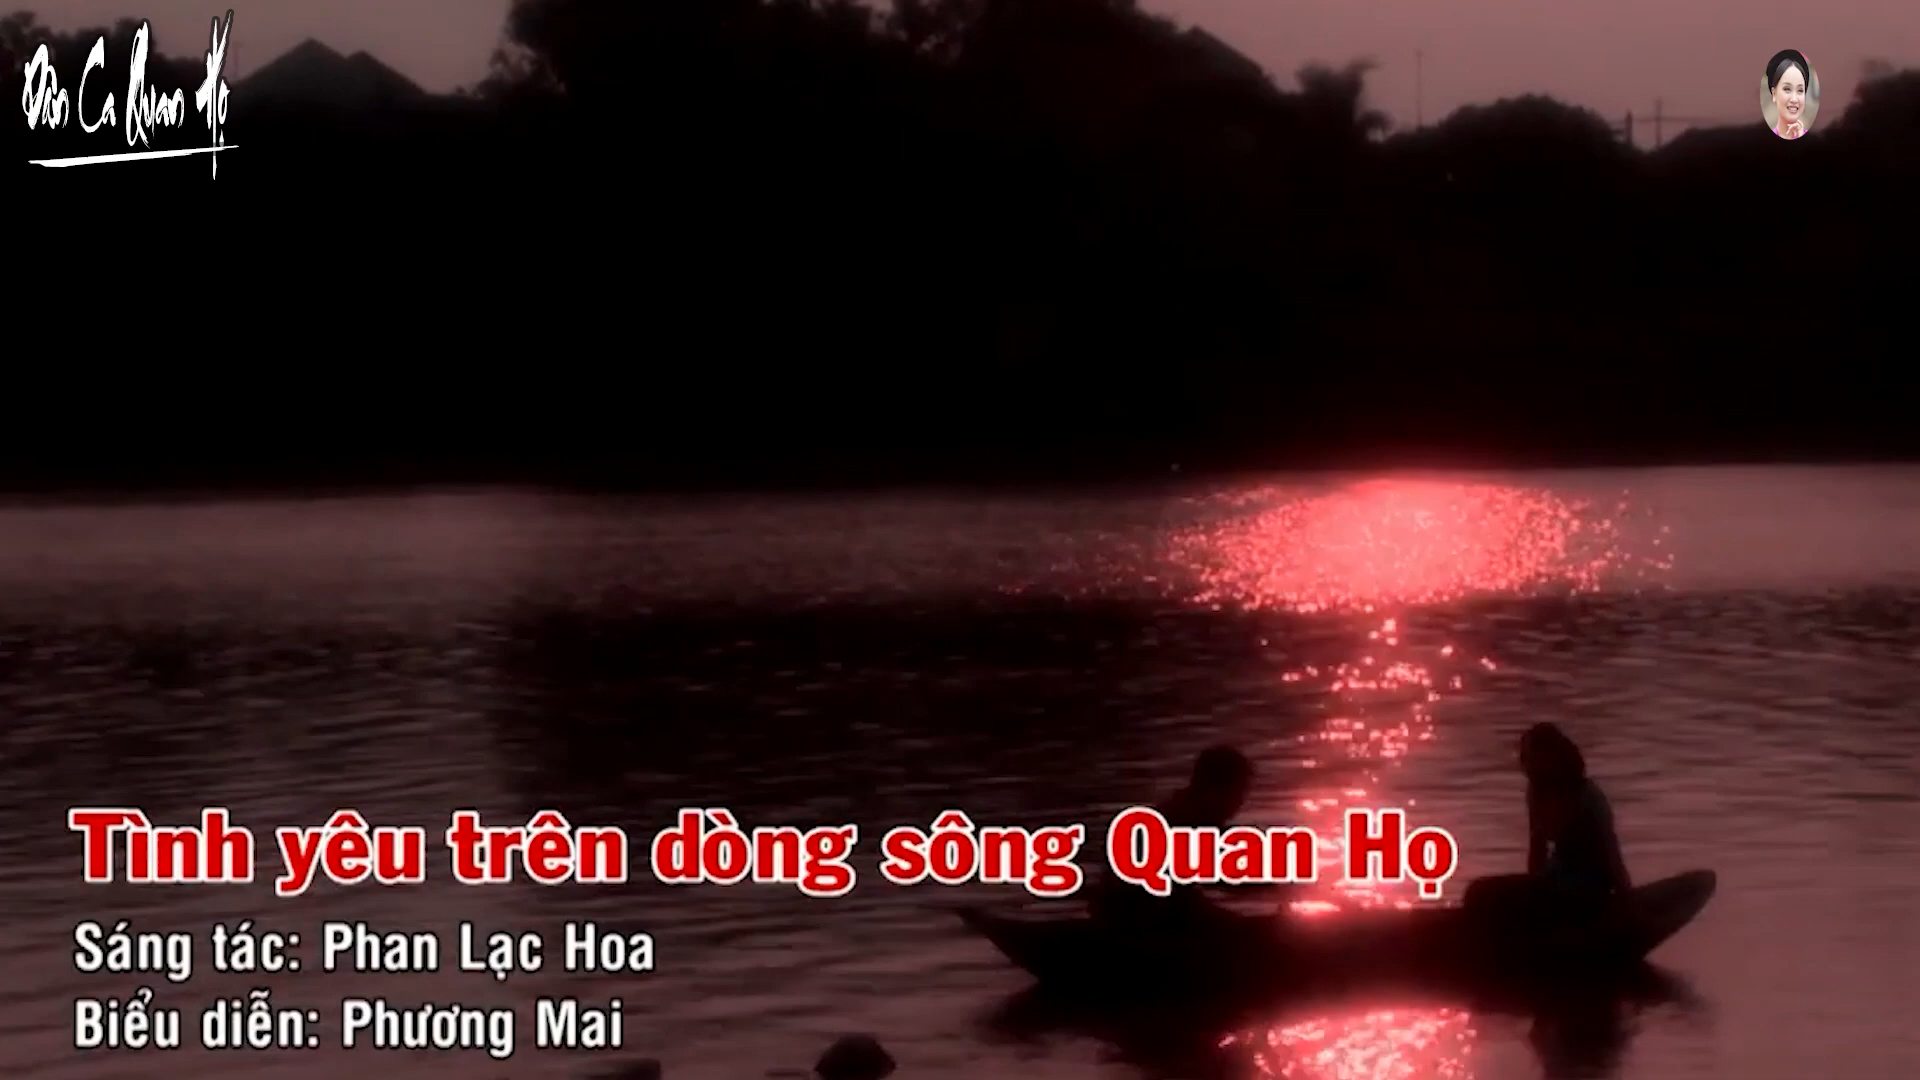 Dân Ca Quan Họ
Tình yêu trên dòng sông Quan Họ
Sáng tác: Phan Lạc Hoa
Biểu diễn: Phương Mai